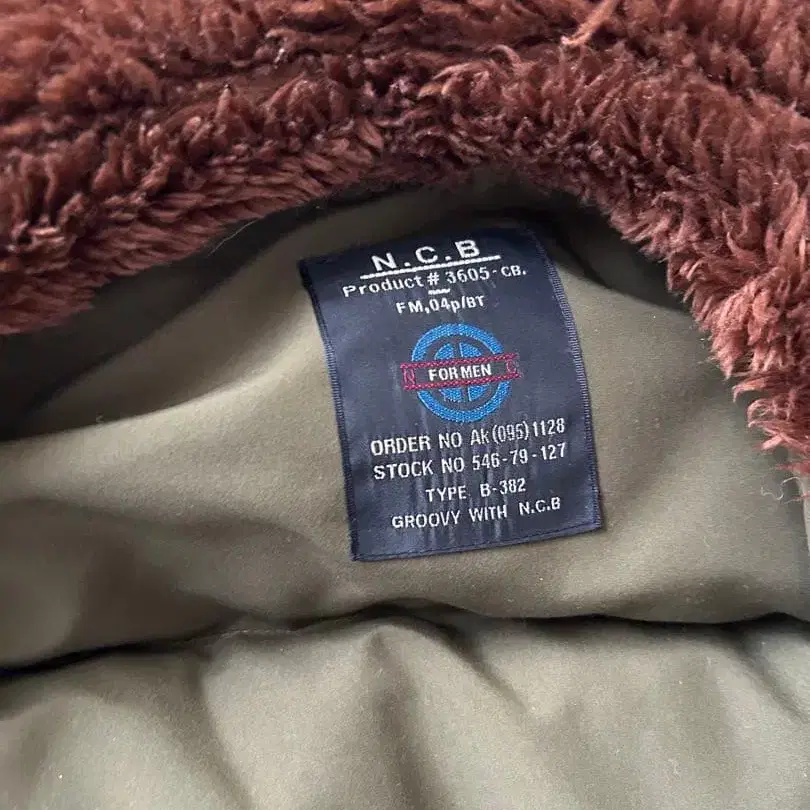 N.C.B
Product # 3605-CB.
FM,04p/BT
N FOR MEN C
ORDER NO Ak(095)1128
STOCK NO 546-79-127
TYPE B-382
GROOVY WITH N.C.B